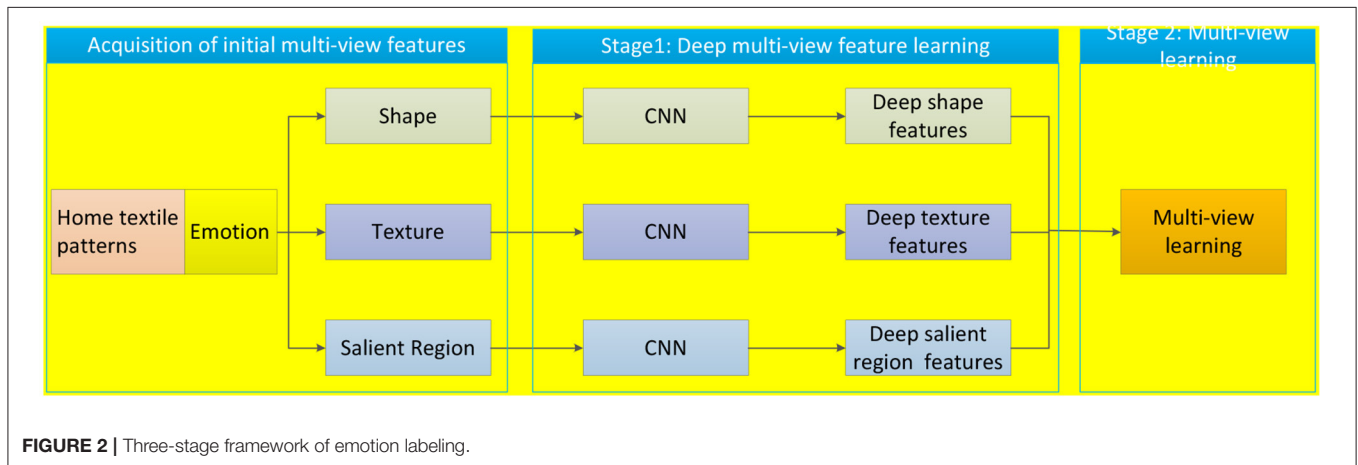 Acquisition of initial multi-view features
Stage1: Deep multi-view feature learning
Stage 2: Multi-view
learning
Shape
CNN
Deep shape
features
Home textile
patterns
Emotion
Texture
CNN
Deep texture
features
Multi-view
learning
Salient Region
CNN
Deep salient
region features
FIGURE 2 | Three-stage framework of emotion labeling.